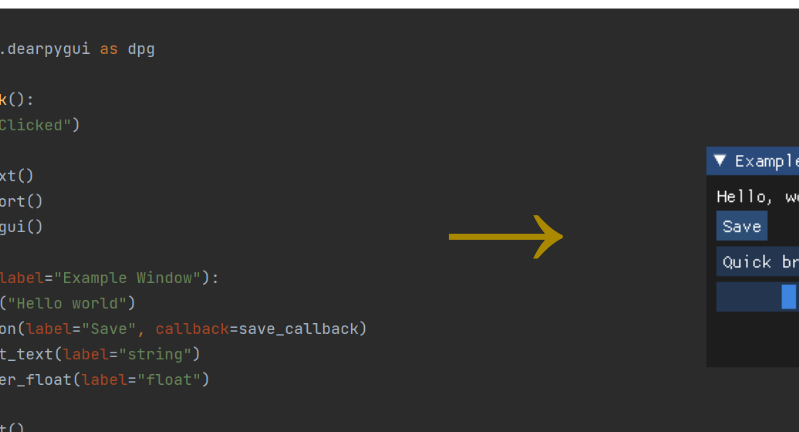 .dearpygui as dpg
k():
Clicked")
xt()
ort()
gui()
label="Example Window"):
("Hello world")
on(label="Save", callback=save_callback)
t_text(label="string")
er_float(label="float")
t()
▼ Example
Hello, wo
Save
Quick br